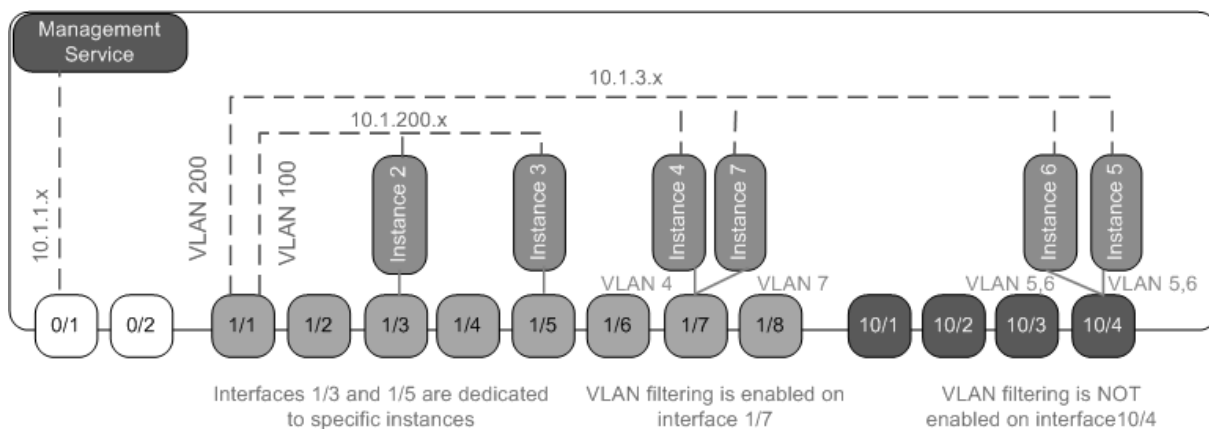 Management
Service
10.1.3.x
10.1.200.x
10.1.1.x
VLAN 200
VLAN 100
Instance 2
Instance 3
Instance 4
Instance 7
Instance 6
Instance 5
VLAN 4
VLAN 7
VLAN 5,6
VLAN 5,6
0/1
0/2
1/1
1/2
1/3
1/4
1/5
1/6
1/7
1/8
10/1
10/2
10/3
10/4
Interfaces 1/3 and 1/5 are dedicated
to specific instances
VLAN filtering is enabled on
interface 1/7
VLAN filtering is NOT
enabled on interface10/4